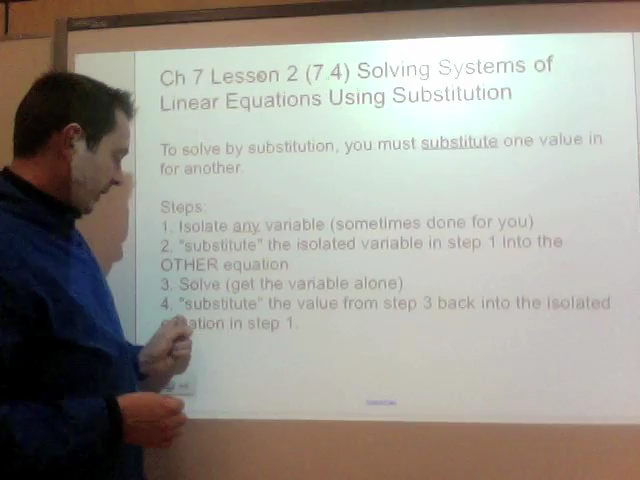 Ch 7 Lesson 2 (7.4) Solving Systems of
Linear Equations Using Substitution
To solve by substitution, you must substitute one value in
for another.
Steps:
1. Isolate any variable (sometimes done for you)
2. "substitute" the isolated variable in step 1 into the
OTHER equation
3. Solve (get the variable alone)
4. "substitute" the value from step 3 back into the isolated
equation in step 1.